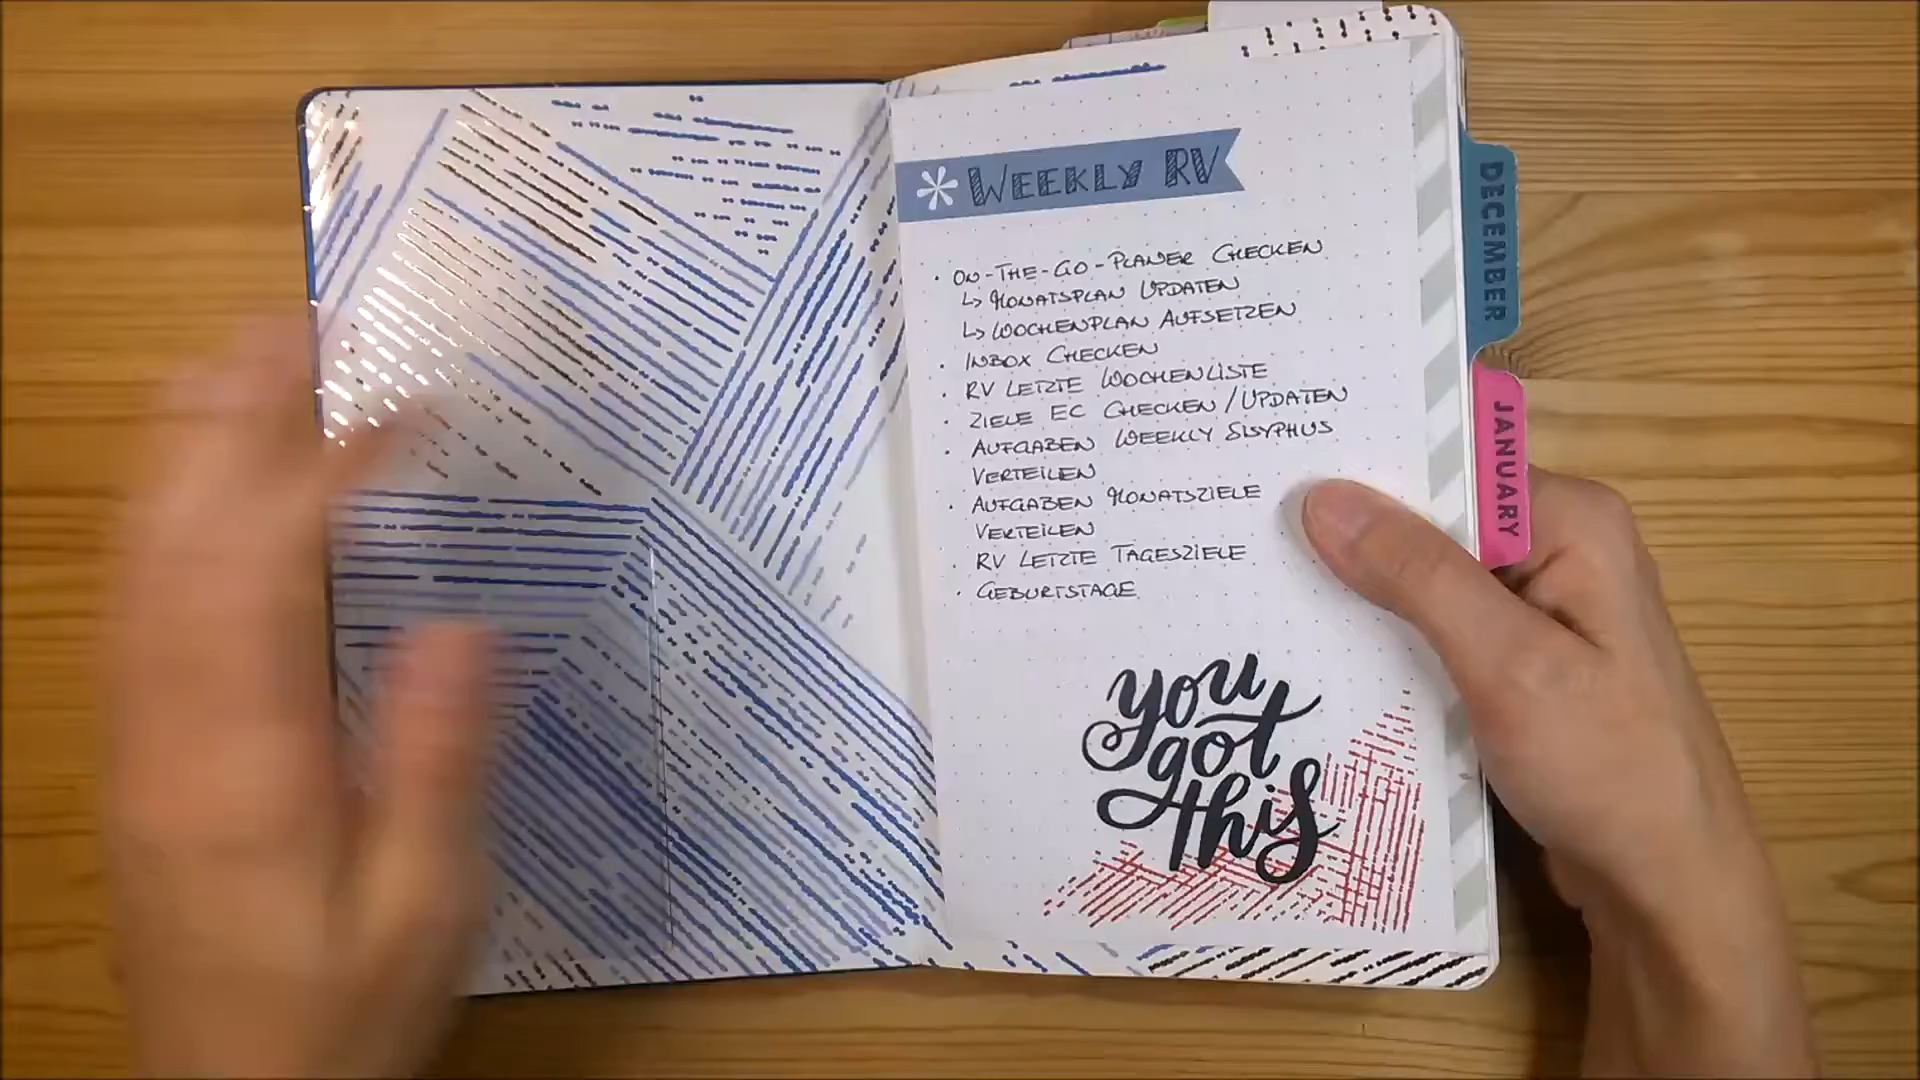 WEEKLY RV
· ON-THE-GO-PLANER CHECKEN
↳ MONATSPLAN UPDATEN
↳ WOCHENPLAN AUFSETZEN
· INBOX CHECKEN
· RV LETZTE WOCHENLISTE
· ZIELE EC CHECKEN/UPDATEN
· AUFGABEN WEEKLY SISYPHUS
VERTEILEN
· AUFGABEN MONATSZIELE
VERTEILEN
· RV LETZTE TAGESZIELE
· GEBURTSTAGE
you
got
this
DECEMBER
JANUARY